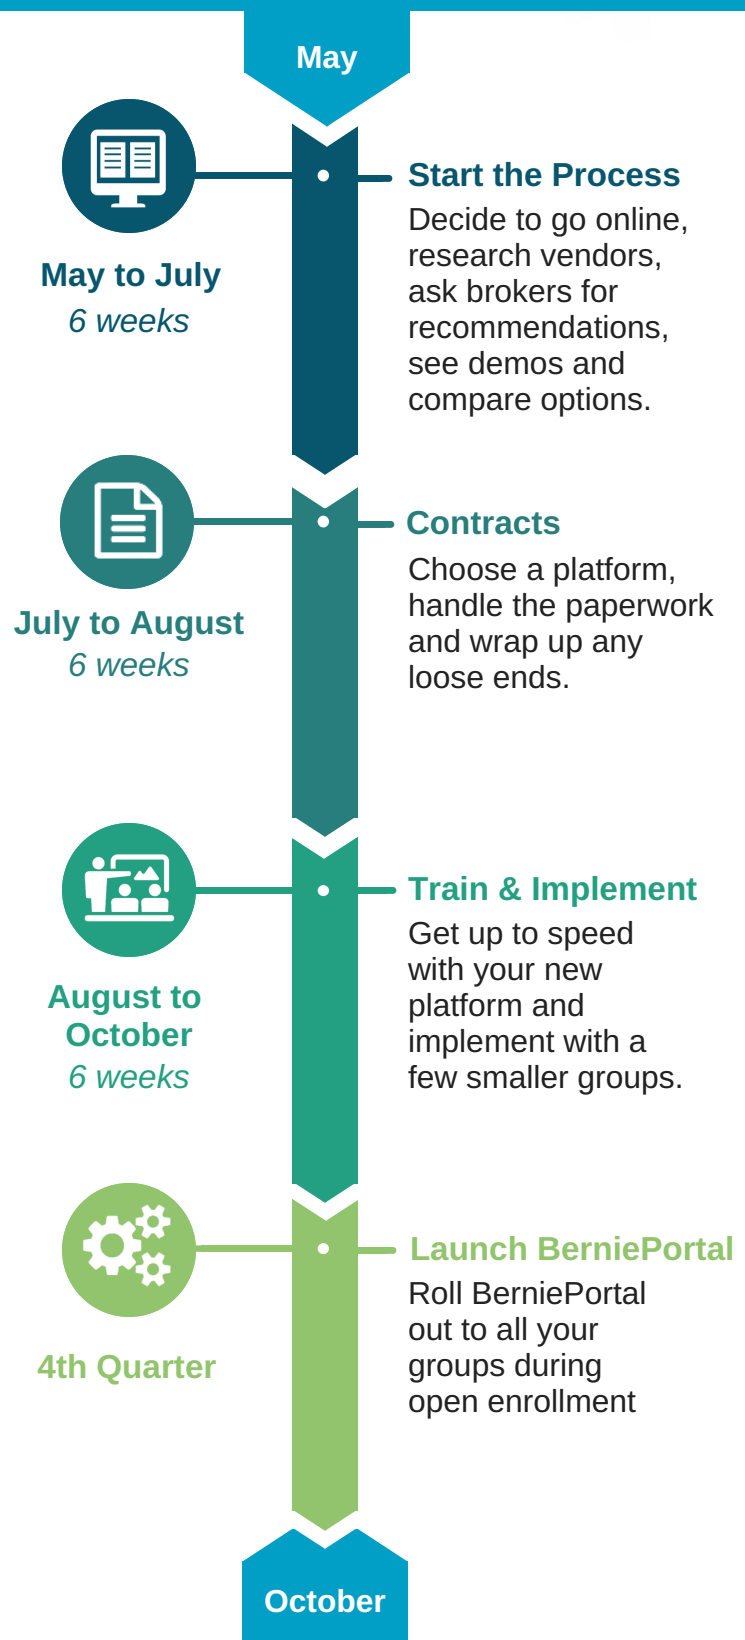 May
May to July
6 weeks
Start the Process
Decide to go online,
research vendors,
ask brokers for
recommendations,
see demos and
compare options.
July to August
6 weeks
Contracts
Choose a platform,
handle the paperwork
and wrap up any
loose ends.
August to
October
6 weeks
Train & Implement
Get up to speed
with your new
platform and
implement with a
few smaller groups.
4th Quarter
Launch BerniePortal
Roll BerniePortal
out to all your
groups during
open enrollment
October